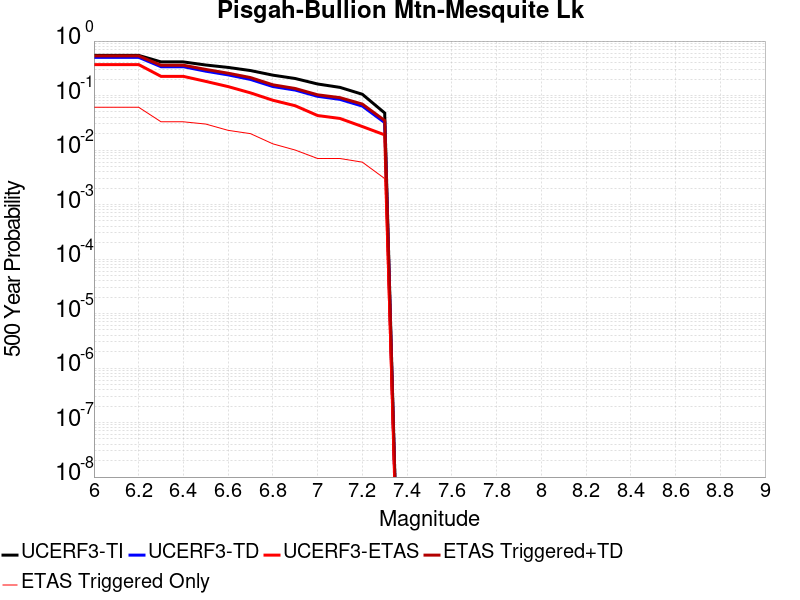 Pisgah-Bullion Mtn-Mesquite Lk
10^0
10^-1
10^-2
10^-3
10^-4
10^-5
10^-6
10^-7
10^-8
500 Year Probability
6 6.2 6.4 6.6 6.8 7 7.2 7.4 7.6 7.8 8 8.2 8.4 8.6 8.8 9
Magnitude
UCERF3-TI UCERF3-TD UCERF3-ETAS ETAS Triggered+TD
ETAS Triggered Only